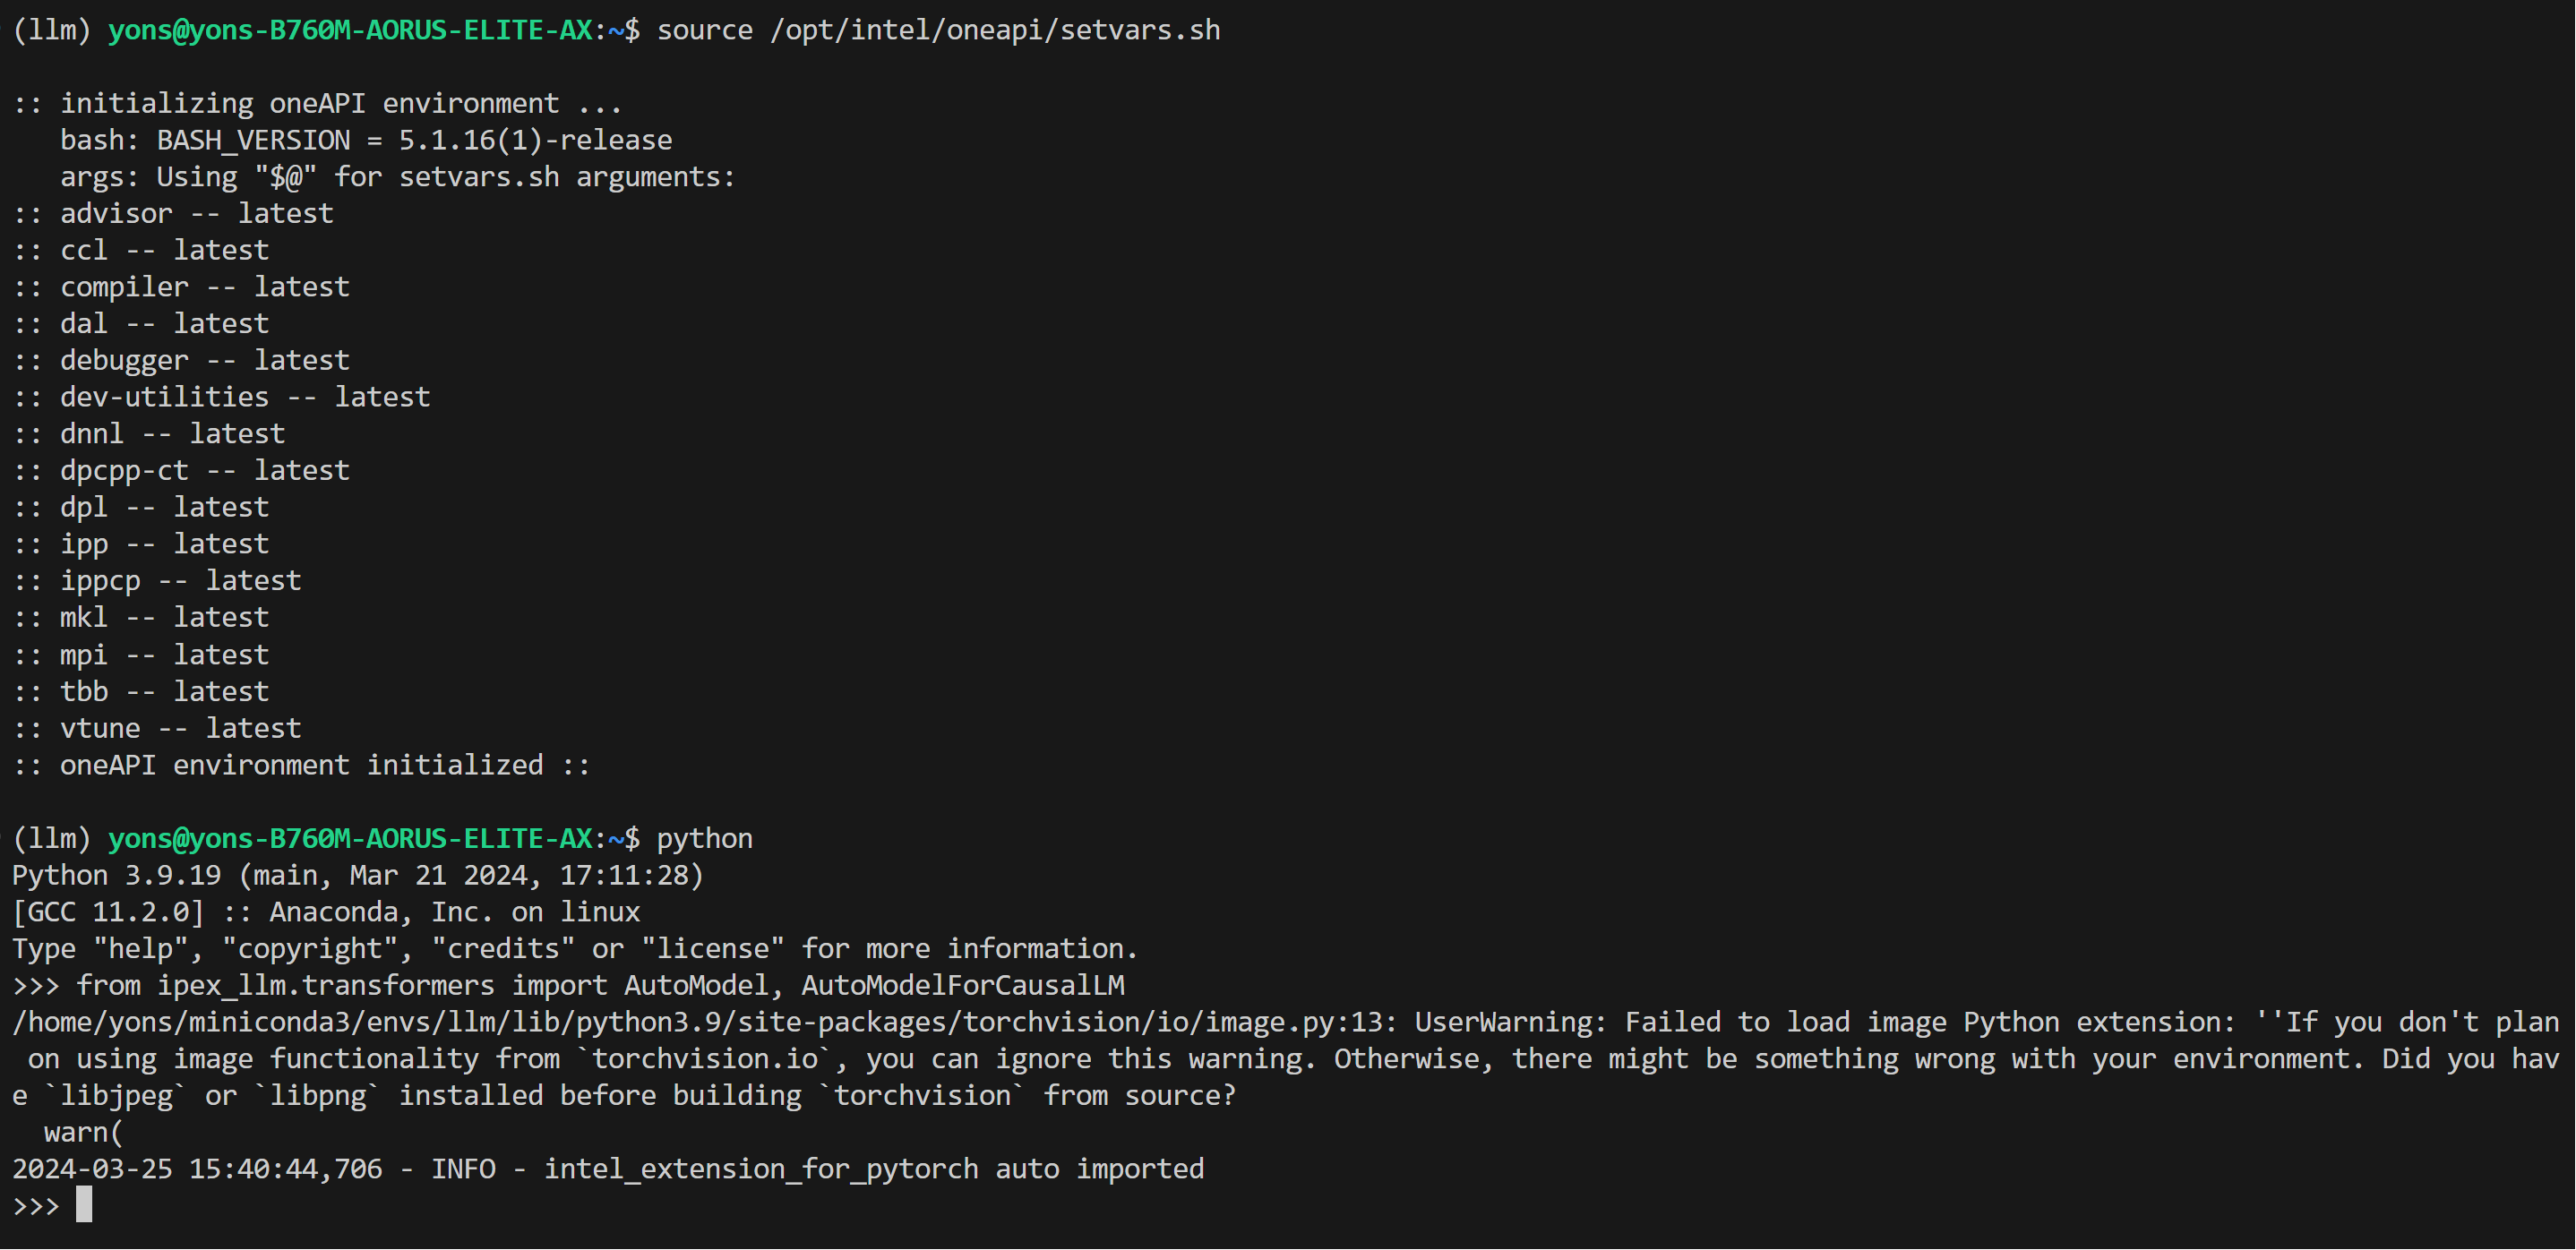 (llm) yons@yons-B760M-AORUS-ELITE-AX:~$ source /opt/intel/oneapi/setvars.sh

:: initializing oneAPI environment ...
   bash: BASH_VERSION = 5.1.16(1)-release
   args: Using "$@" for setvars.sh arguments:
:: advisor -- latest
:: ccl -- latest
:: compiler -- latest
:: dal -- latest
:: debugger -- latest
:: dev-utilities -- latest
:: dnnl -- latest
:: dpcpp-ct -- latest
:: dpl -- latest
:: ipp -- latest
:: ippcp -- latest
:: mkl -- latest
:: mpi -- latest
:: tbb -- latest
:: vtune -- latest
:: oneAPI environment initialized ::

(llm) yons@yons-B760M-AORUS-ELITE-AX:~$ python
Python 3.9.19 (main, Mar 21 2024, 17:11:28)
[GCC 11.2.0] :: Anaconda, Inc. on linux
Type "help", "copyright", "credits" or "license" for more information.
>>> from ipex_llm.transformers import AutoModel, AutoModelForCausalLM
/home/yons/miniconda3/envs/llm/lib/python3.9/site-packages/torchvision/io/image.py:13: UserWarning: Failed to load image Python extension: ''If you don't plan
 on using image functionality from `torchvision.io`, you can ignore this warning. Otherwise, there might be something wrong with your environment. Did you hav
e `libjpeg` or `libpng` installed before building `torchvision` from source?
  warn(
2024-03-25 15:40:44,706 - INFO - intel_extension_for_pytorch auto imported
>>>